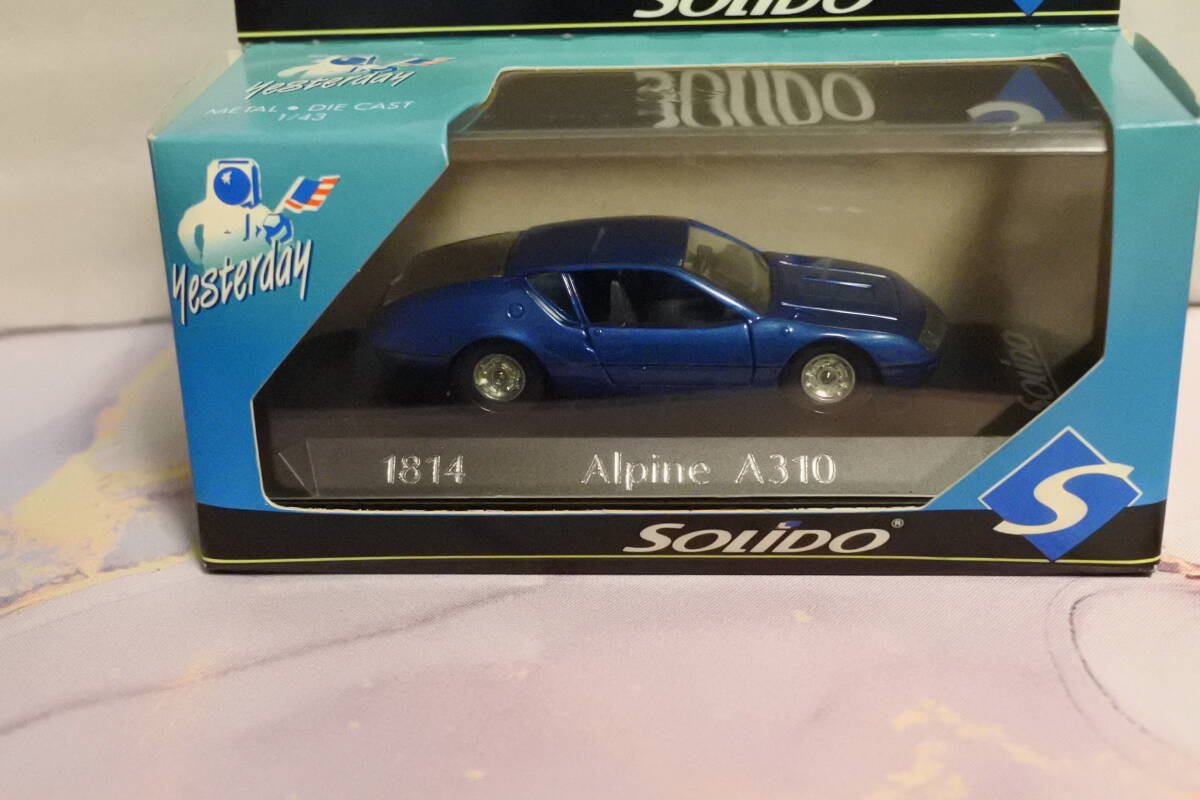 SOLIDO
Yesterday
METAL • DIE CAST
1/43
SOLIDO
Yesterday
SOLIDO
1814 Alpine A310
SOLIDO®
S